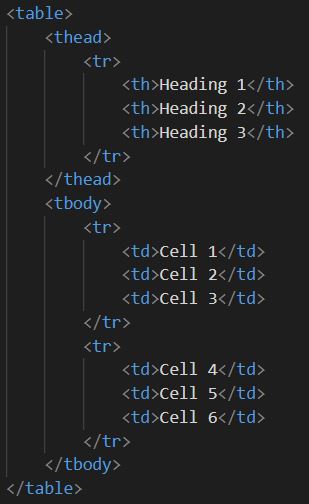 <table>
<thead>
<tr>
<th>Heading 1</th>
<th>Heading 2</th>
<th>Heading 3</th>
</tr>
</thead>
<tbody>
<tr>
<td>Cell 1</td>
<td>Cell 2</td>
<td>Cell 3</td>
</tr>
<tr>
<td>Cell 4</td>
<td>Cell 5</td>
<td>Cell 6</td>
</tr>
</tbody>
</table>